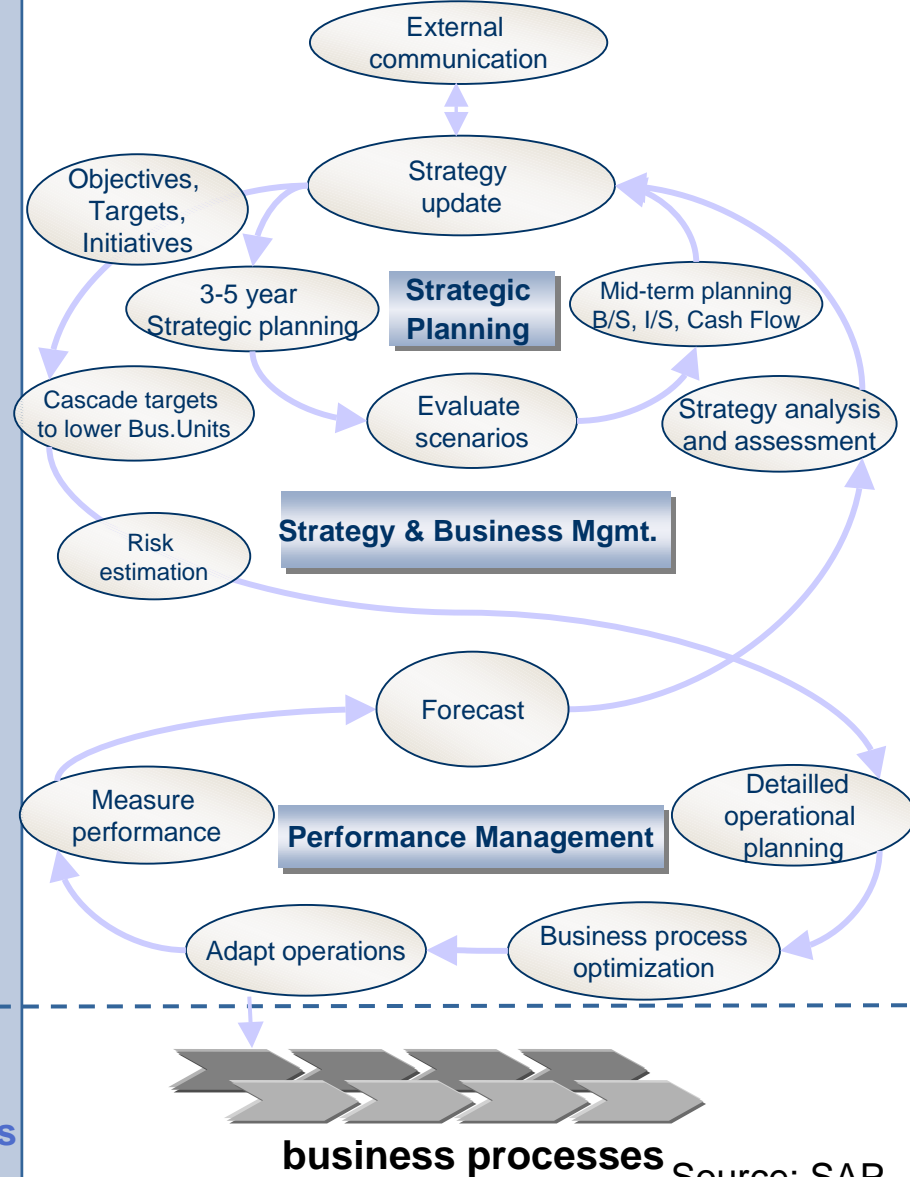 External
communication
Strategy
update
Objectives,
Targets,
Initiatives
3-5 year
Strategic planning
Strategic
Planning
Mid-term planning
B/S, I/S, Cash Flow
Cascade targets
to lower Bus.Units
Evaluate
scenarios
Strategy analysis
and assessment
Strategy & Business Mgmt.
Risk
estimation
Forecast
Measure
performance
Performance Management
Detailled
operational
planning
Adapt operations
Business process
optimization
s
business processes
Source: SAP